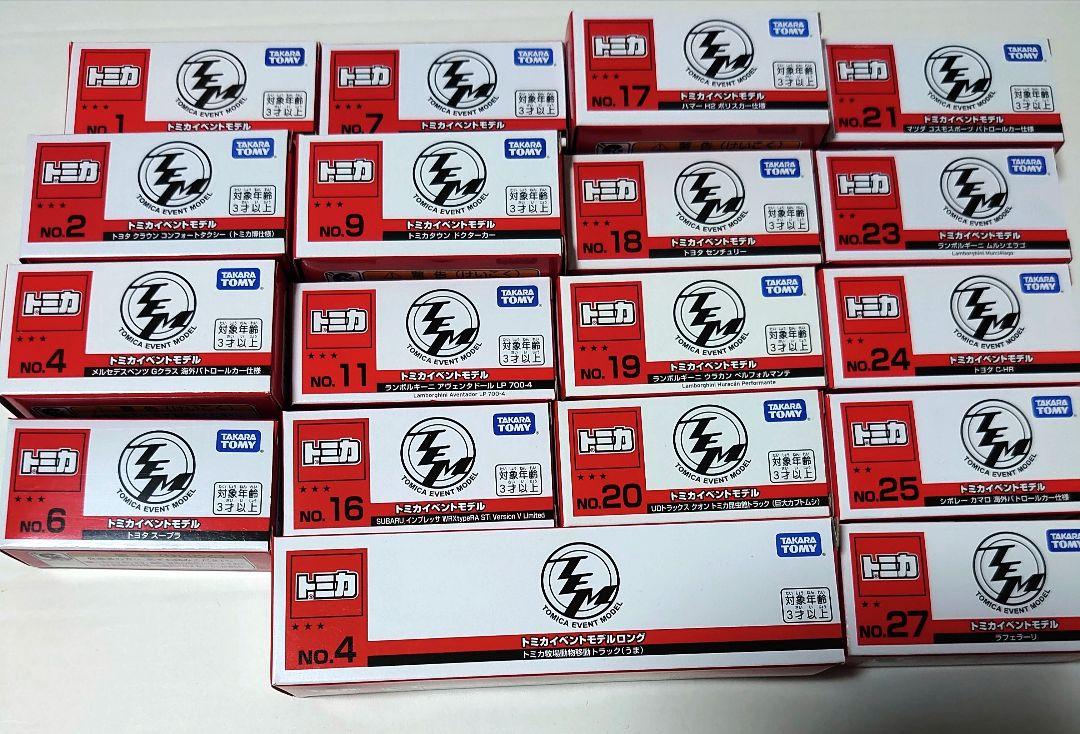 トミカ
TEM
TOMICA EVENT MODEL
TAKARA TOMY
対象年齢
3才以上
NO.1
トミカイベントモデル
トミカ
TEM
TOMICA EVENT MODEL
TAKARA TOMY
対象年齢
3才以上
NO.7
トミカイベントモデル
トミカ
TEM
TOMICA EVENT MODEL
TAKARA TOMY
対象年齢
3才以上
NO.17
トミカイベントモデル
ハマー H2 ポリスカー仕様
トミカ
TEM
TOMICA EVENT MODEL
TAKARA TOMY
対象年齢
3才以上
NO.21
トミカイベントモデル
マツダ コスモスポーツ パトロールカー仕様
トミカ
TEM
TOMICA EVENT MODEL
TAKARA TOMY
対象年齢
3才以上
NO.2
トミカイベントモデル
トヨタ クラウン コンフォートタクシー (トミカ博仕様)
トミカ
TEM
TOMICA EVENT MODEL
TAKARA TOMY
対象年齢
3才以上
NO.9
トミカイベントモデル
トミカタウン ドクターカー
トミカ
TEM
TOMICA EVENT MODEL
TAKARA TOMY
対象年齢
3才以上
NO.18
トミカイベントモデル
トヨタ センチュリー
トミカ
TEM
TOMICA EVENT MODEL
TAKARA TOMY
対象年齢
3才以上
NO.23
トミカイベントモデル
ランボルギーニ ムルシエラゴ
Lamborghini Murciélago
トミカ
TEM
TOMICA EVENT MODEL
TAKARA TOMY
対象年齢
3才以上
NO.4
トミカイベントモデル
メルセデスベンツ Gクラス 海外パトロールカー仕様
トミカ
TEM
TOMICA EVENT MODEL
TAKARA TOMY
対象年齢
3才以上
NO.11
トミカイベントモデル
ランボルギーニ アヴェンタドール LP 700-4
Lamborghini Aventador LP 700-4
トミカ
TEM
TOMICA EVENT MODEL
TAKARA TOMY
対象年齢
3才以上
NO.19
トミカイベントモデル
ランボルギーニ ウラカン ペルフォルマンテ
Lamborghini Huracán Performante
トミカ
TEM
TOMICA EVENT MODEL
TAKARA TOMY
対象年齢
3才以上
NO.24
トミカイベントモデル
トヨタ C-HR
トミカ
TEM
TOMICA EVENT MODEL
TAKARA TOMY
対象年齢
3才以上
NO.6
トミカイベントモデル
トヨタ スープラ
トミカ
TEM
TOMICA EVENT MODEL
TAKARA TOMY
対象年齢
3才以上
NO.16
トミカイベントモデル
SUBARU インプレッサ WRXtypeRA STi Version V Limited
トミカ
TEM
TOMICA EVENT MODEL
TAKARA TOMY
対象年齢
3才以上
NO.20
トミカイベントモデル
UDトラックス クオン トミカ昆虫館トラック (巨大カブトムシ)
トミカ
TEM
TOMICA EVENT MODEL
TAKARA TOMY
対象年齢
3才以上
NO.25
トミカイベントモデル
シボレー カマロ 海外パトロールカー仕様
トミカ
TEM
TOMICA EVENT MODEL
TAKARA TOMY
対象年齢
3才以上
NO.4
トミカイベントモデルロング
トミカ牧場動物移動トラック(うま)
トミカ
TEM
TOMICA EVENT MODEL
TAKARA TOMY
対象年齢
3才以上
NO.27
トミカイベントモデル
ラフェラーリ